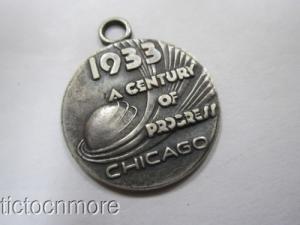 1933
A CENTURY
OF
PROGRESS
CHICAGO
tictocnmore